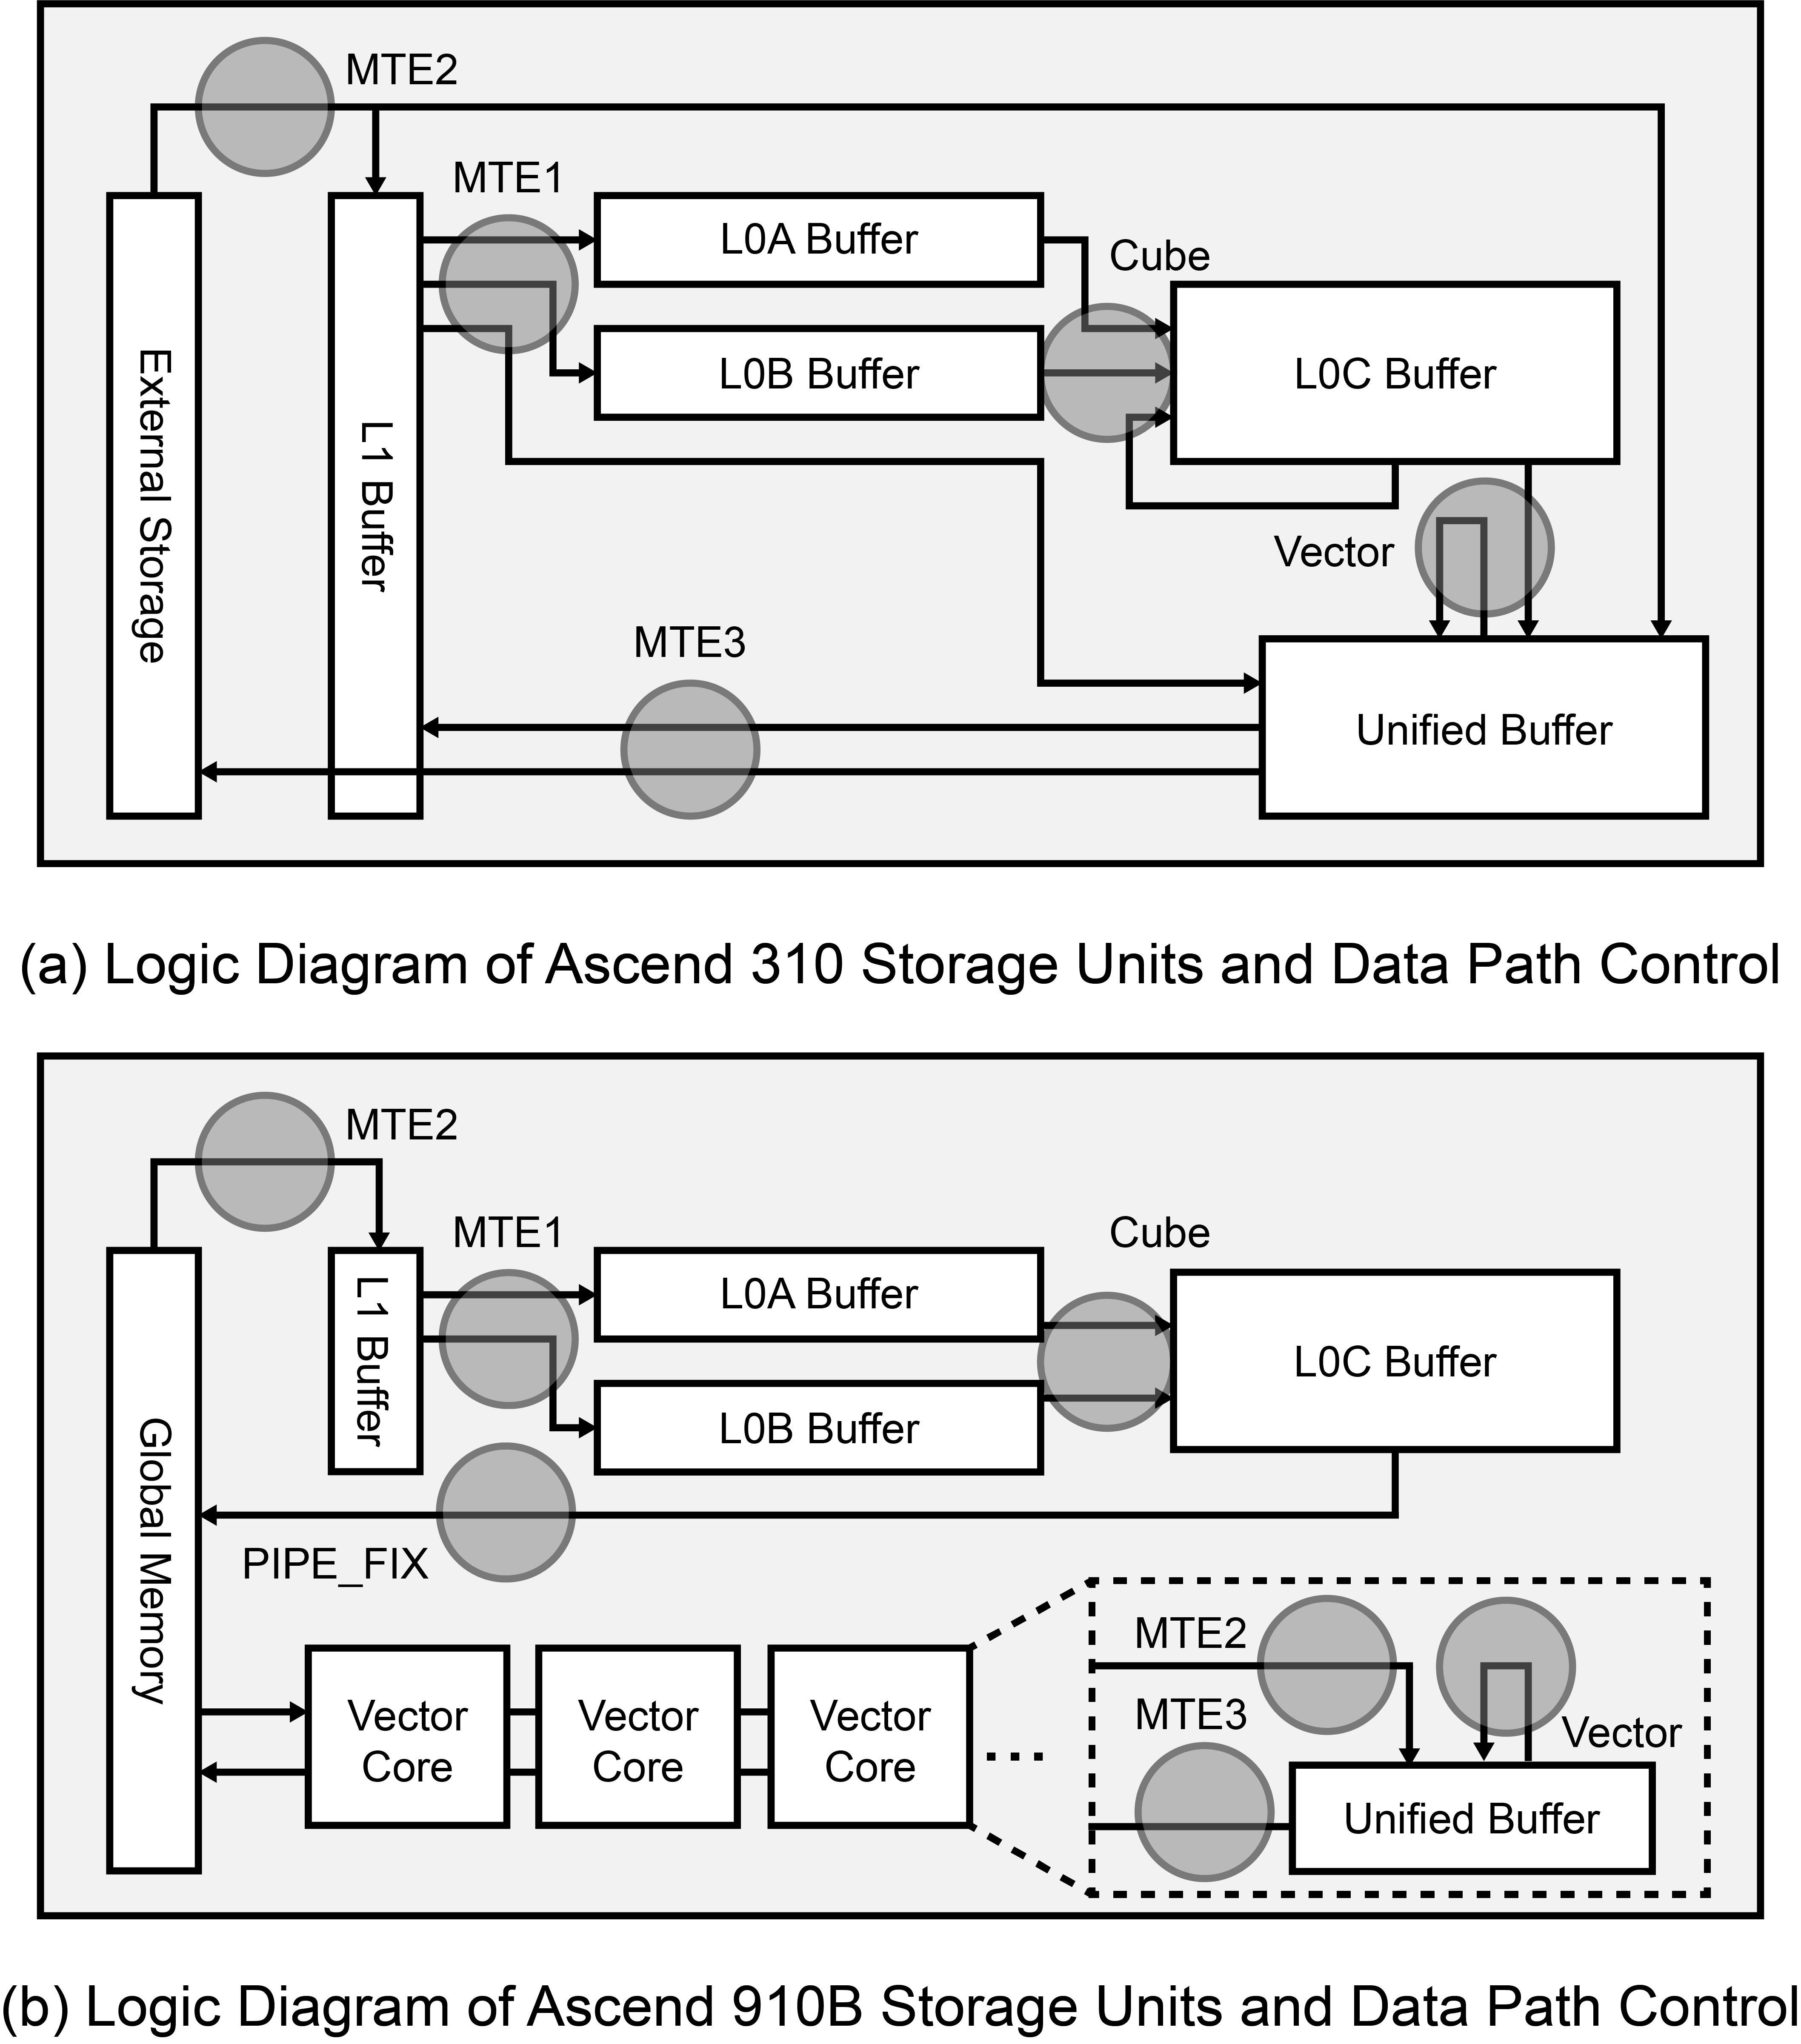 MTE2
MTE1
L0A Buffer
Cube
L0B Buffer
L0C Buffer
External Storage
L1 Buffer
Vector
MTE3
Unified Buffer
(a) Logic Diagram of Ascend 310 Storage Units and Data Path Control
MTE2
MTE1
Cube
L0A Buffer
L1 Buffer
L0C Buffer
L0B Buffer
Global Memory
PIPE_FIX
MTE2
MTE3
Vector
Vector
Core
Vector
Core
Vector
Core
...
Unified Buffer
(b) Logic Diagram of Ascend 910B Storage Units and Data Path Control